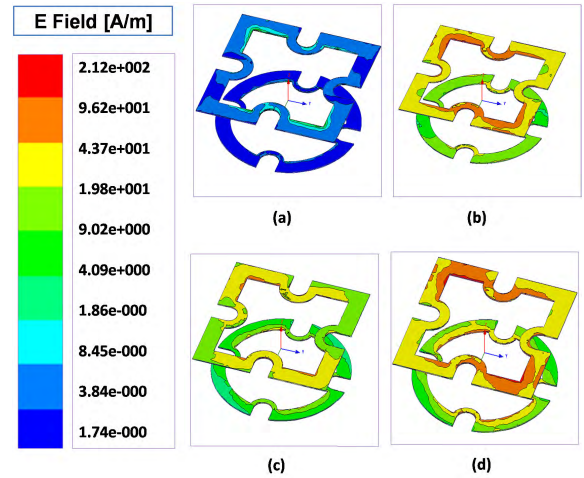 E Field [A/m]
2.12e+002
9.62e+001
4.37e+001
1.98e+001
9.02e+000
4.09e+000
1.86e-000
8.45e-000
3.84e-000
1.74e-000
(a)
(b)
(c)
(d)